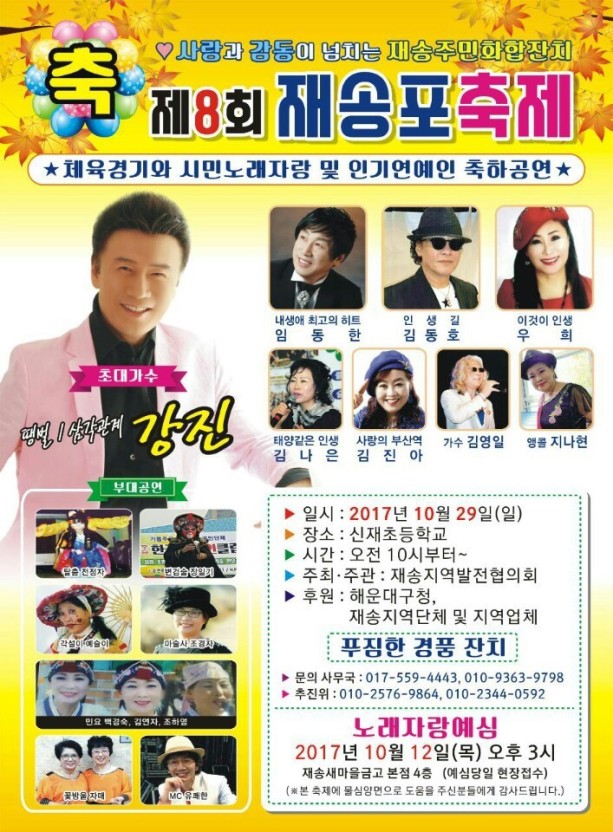 축
♥ 사랑과 감동이 넘치는 재송주민화합잔치
제8회 재송포축제
★체육경기와 시민노래자랑 및 인기연예인 축하공연★
내생애 최고의 히트
임동한
인생길
김동호
이것이 인생
우희
초대가수
땡벌 / 삼각관계 강진
태양같은 인생
김나은
사랑의 부산역
김진아
가수 김영일
앵콜 지나현
부대공연
탈춤 전정자
변검술 장일기
각설이 예슬이
마술사 조경자
민요 백경숙, 김연자, 조하영
꽃방울 자매
MC 유쾌한
▶ 일시 : 2017년 10월 29일(일)
▶ 장소 : 신재초등학교
▶ 시간 : 오전 10시부터~
▶ 주최·주관 : 재송지역발전협의회
▶ 후원 : 해운대구청,
재송지역단체 및 지역업체
푸짐한 경품 잔치
▶ 문의 사무국 : 017-559-4443, 010-9363-9798
▶ 추진위 : 010-2576-9864, 010-2344-0592
노래자랑예심
2017년 10월 12일(목) 오후 3시
재송새마을금고 본점 4층 (예심당일 현장접수)
(※본 축제에 물심양면으로 도움을 주신분들에게 감사드립니다.)